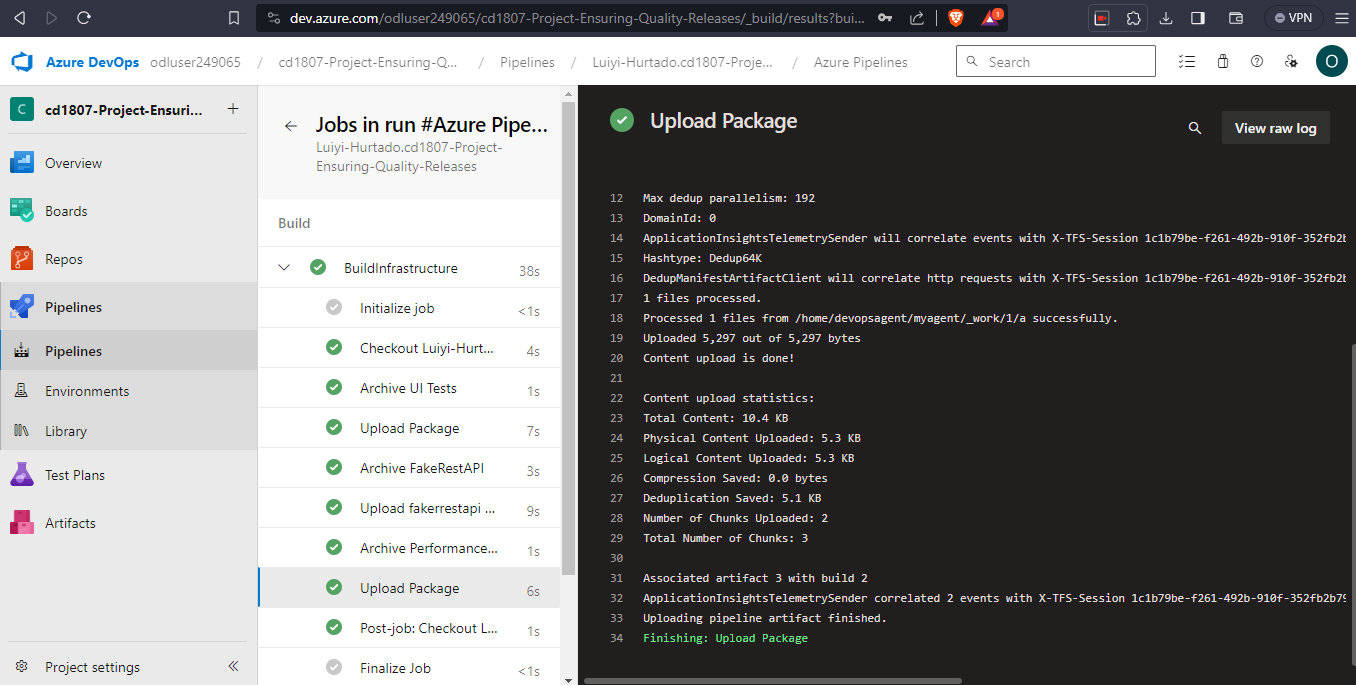 dev.azure.com/odluser249065/cd1807-Project-Ensuring-Quality-Releases/_build/results?bui...
1
VPN
Azure DevOps
odluser249065
/
cd1807-Project-Ensuring-Q...
/
Pipelines
/
Luiyi-Hurtado.cd1807-Proje...
/
Azure Pipelines
Search
O
C
cd1807-Project-Ensuri...
+
Overview
Boards
Repos
Pipelines
Pipelines
Environments
Library
Test Plans
Artifacts
Project settings
Jobs in run #Azure Pipe...
Luiyi-Hurtado.cd1807-Project-
Ensuring-Quality-Releases
Build
BuildInfrastructure 38s
Initialize job <1s
Checkout Luiyi-Hurt... 4s
Archive UI Tests 1s
Upload Package 7s
Archive FakeRestAPI 3s
Upload fakerrestapi ... 9s
Archive Performance... 1s
Upload Package 6s
Post-job: Checkout L... 1s
Finalize Job <1s
Upload Package
View raw log
12 Max dedup parallelism: 192
13 DomainId: 0
14 ApplicationInsightsTelemetrySender will correlate events with X-TFS-Session 1c1b79be-f261-492b-910f-352fb2b
15 Hashtype: Dedup64K
16 DedupManifestArtifactClient will correlate http requests with X-TFS-Session 1c1b79be-f261-492b-910f-352fb2b
17 1 files processed.
18 Processed 1 files from /home/devopsagent/myagent/_work/1/a successfully.
19 Uploaded 5,297 out of 5,297 bytes
20 Content upload is done!
21
22 Content upload statistics:
23 Total Content: 10.4 KB
24 Physical Content Uploaded: 5.3 KB
25 Logical Content Uploaded: 5.3 KB
26 Compression Saved: 0.0 bytes
27 Deduplication Saved: 5.1 KB
28 Number of Chunks Uploaded: 2
29 Total Number of Chunks: 3
30
31 Associated artifact 3 with build 2
32 ApplicationInsightsTelemetrySender correlated 2 events with X-TFS-Session 1c1b79be-f261-492b-910f-352fb2b79
33 Uploading pipeline artifact finished.
34 Finishing: Upload Package